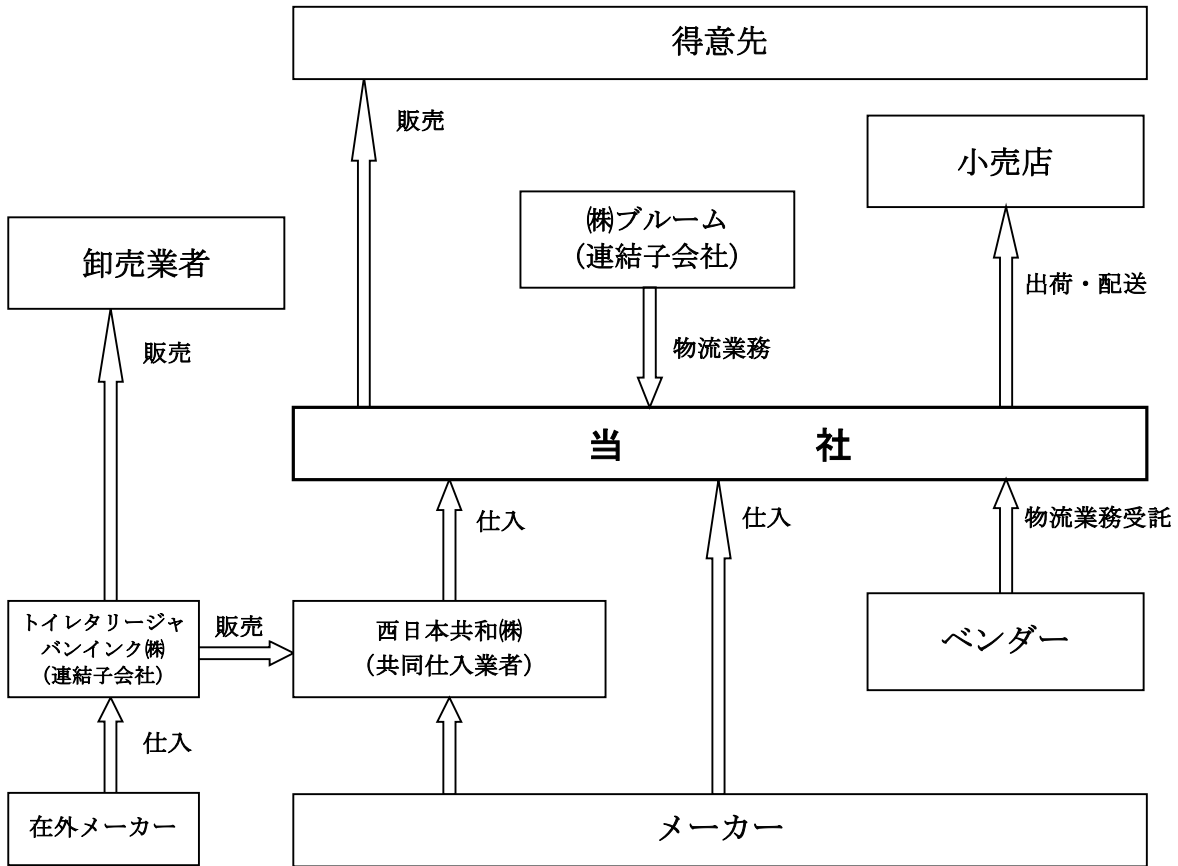 得意先
販売
小売店
㈱ブルーム
(連結子会社)
卸売業者
出荷・配送
販売
物流業務
当　社
仕入
仕入
物流業務受託
トイレタリージャ
パンインク㈱
(連結子会社)
販売
西日本共和㈱
(共同仕入業者)
ベンダー
仕入
在外メーカー
メーカー